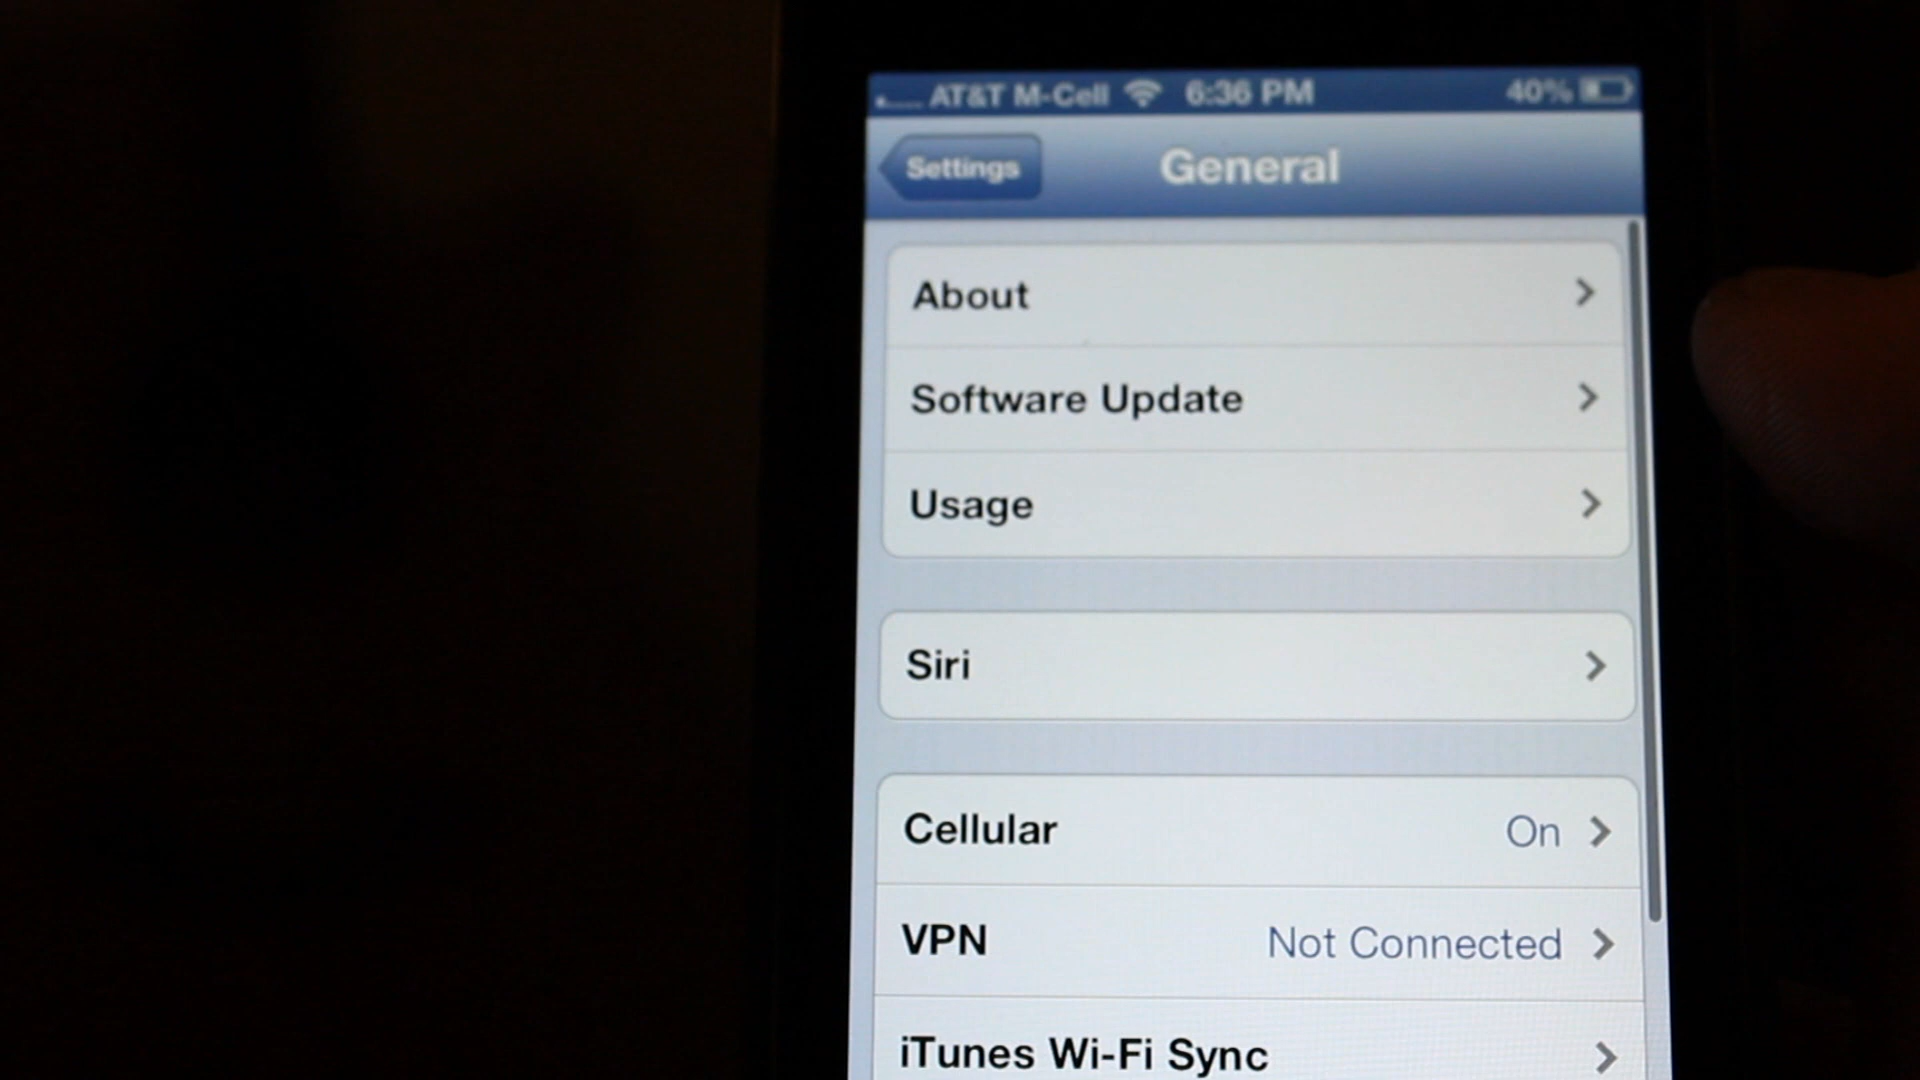 AT&T M-Cell 6:36 PM 40%
Settings General
About
Software Update
Usage
Siri
Cellular On
VPN Not Connected
iTunes Wi-Fi Sync